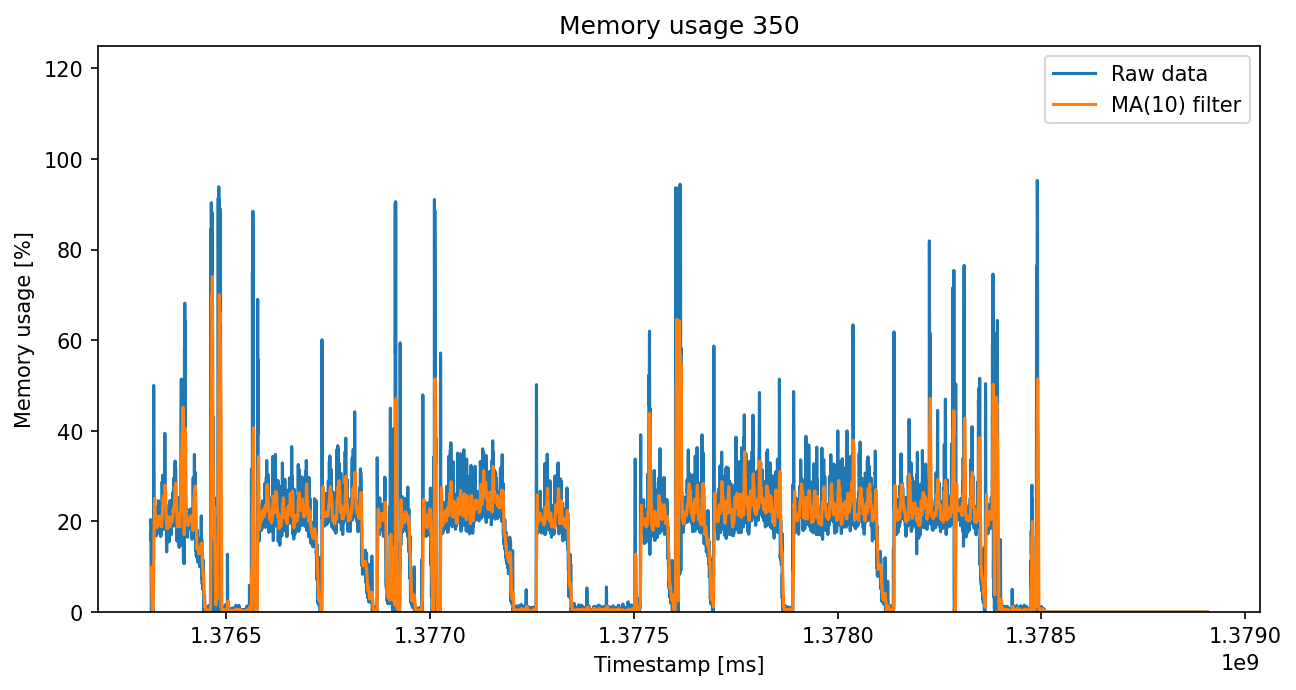 Memory usage 350
Raw data
MA(10) filter
Memory usage [%]
120
100
80
60
40
20
0
1.3765 1.3770 1.3775 1.3780 1.3785 1.3790
1e9
Timestamp [ms]